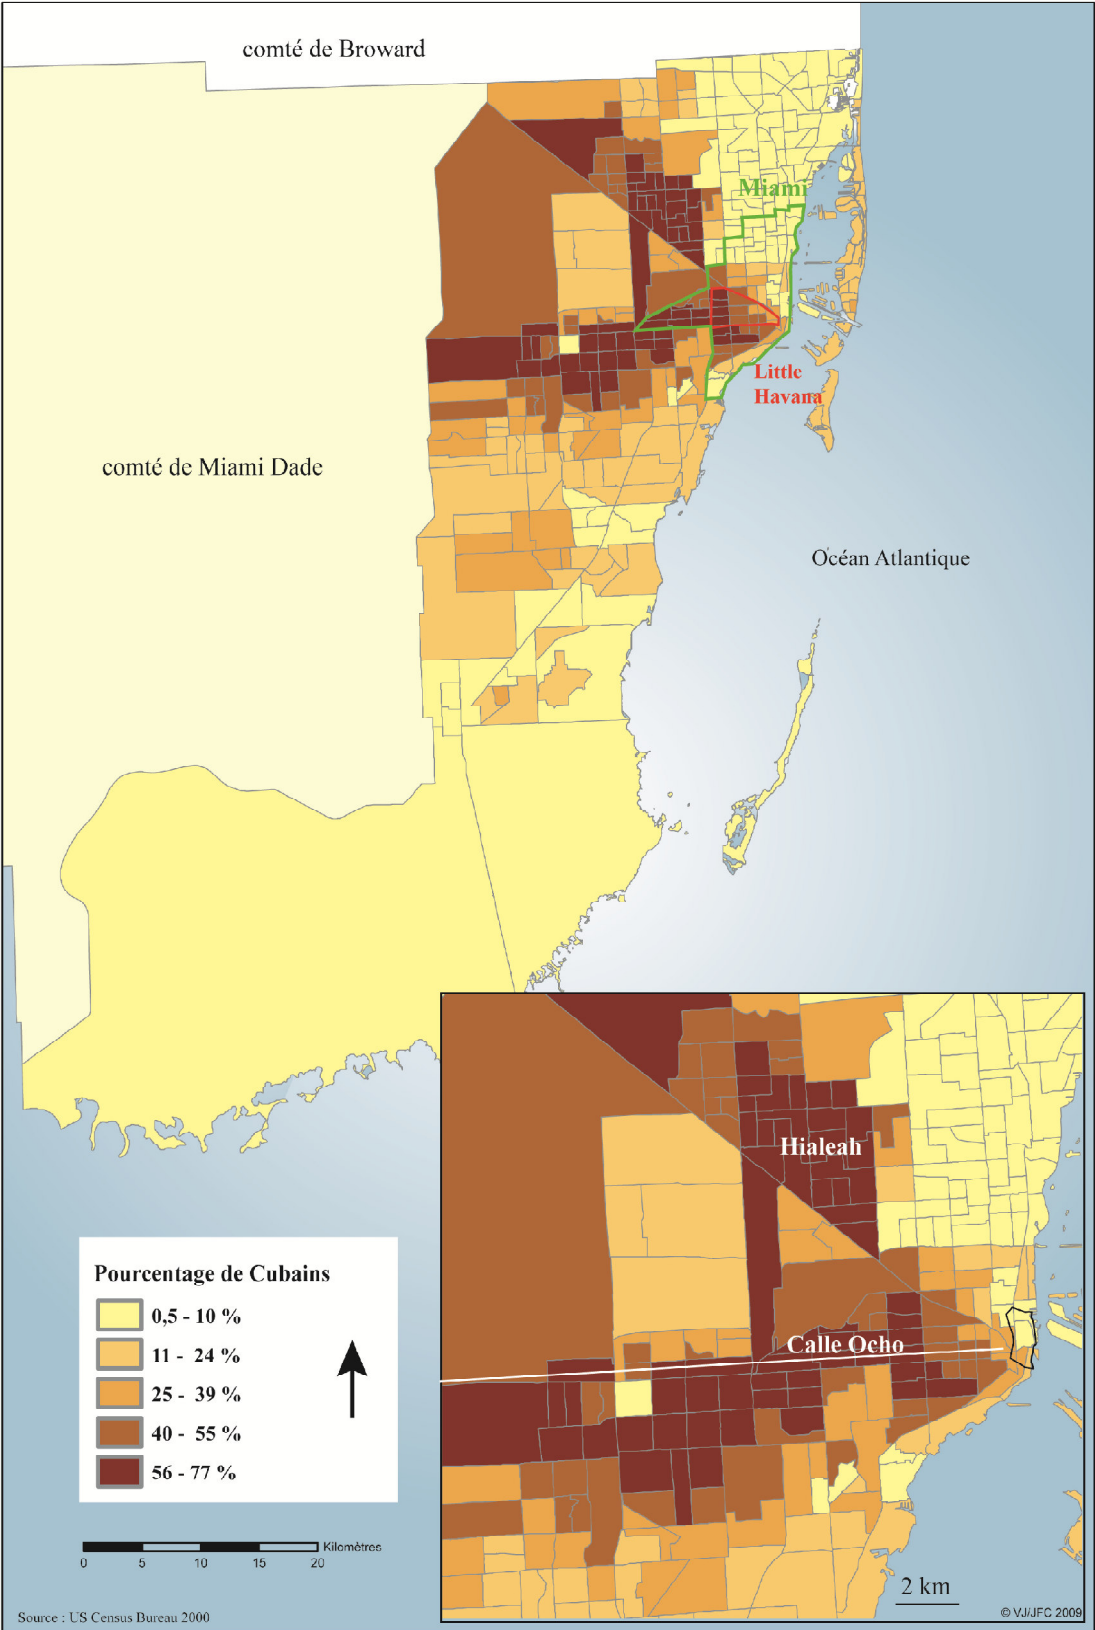 comté de Broward
Miami
Little
Havana
comté de Miami Dade
Océan Atlantique
Hialeah
Calle Ocho
Pourcentage de Cubains
0,5 - 10 %
11 - 24 %
25 - 39 %
40 - 55 %
56 - 77 %
Kilomètres
0 5 10 15 20
2 km
Source : US Census Bureau 2000
© VJ/JFC 2009